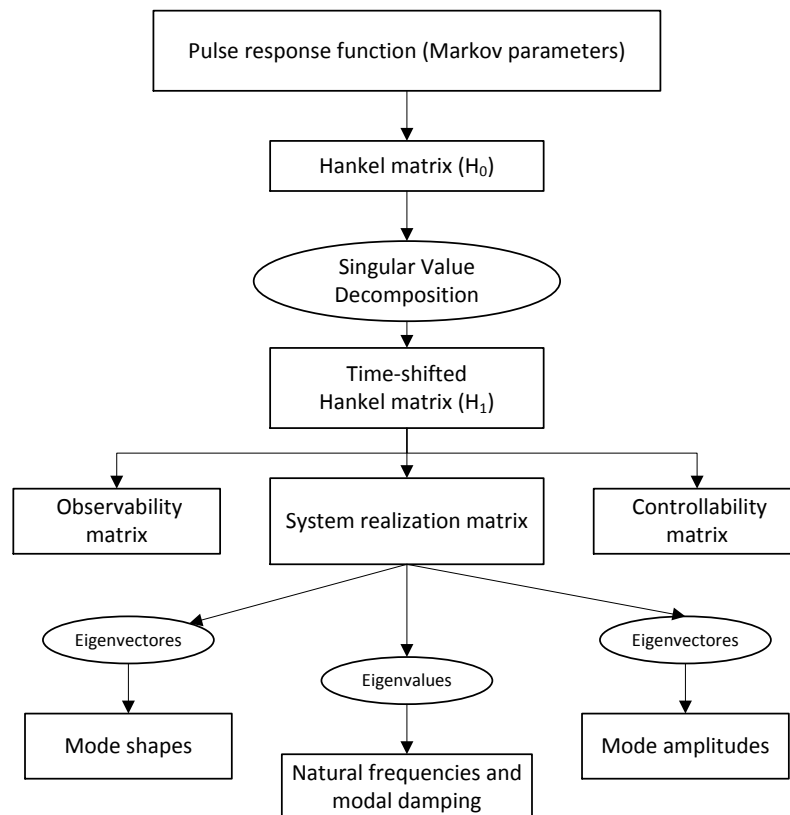 Pulse response function (Markov parameters)
Hankel matrix (H₀)
Singular Value
Decomposition
Time-shifted
Hankel matrix (H₁)
Observability
matrix
System realization matrix
Controllability
matrix
Eigenvectores
Eigenvalues
Eigenvectores
Mode shapes
Natural frequencies and
modal damping
Mode amplitudes